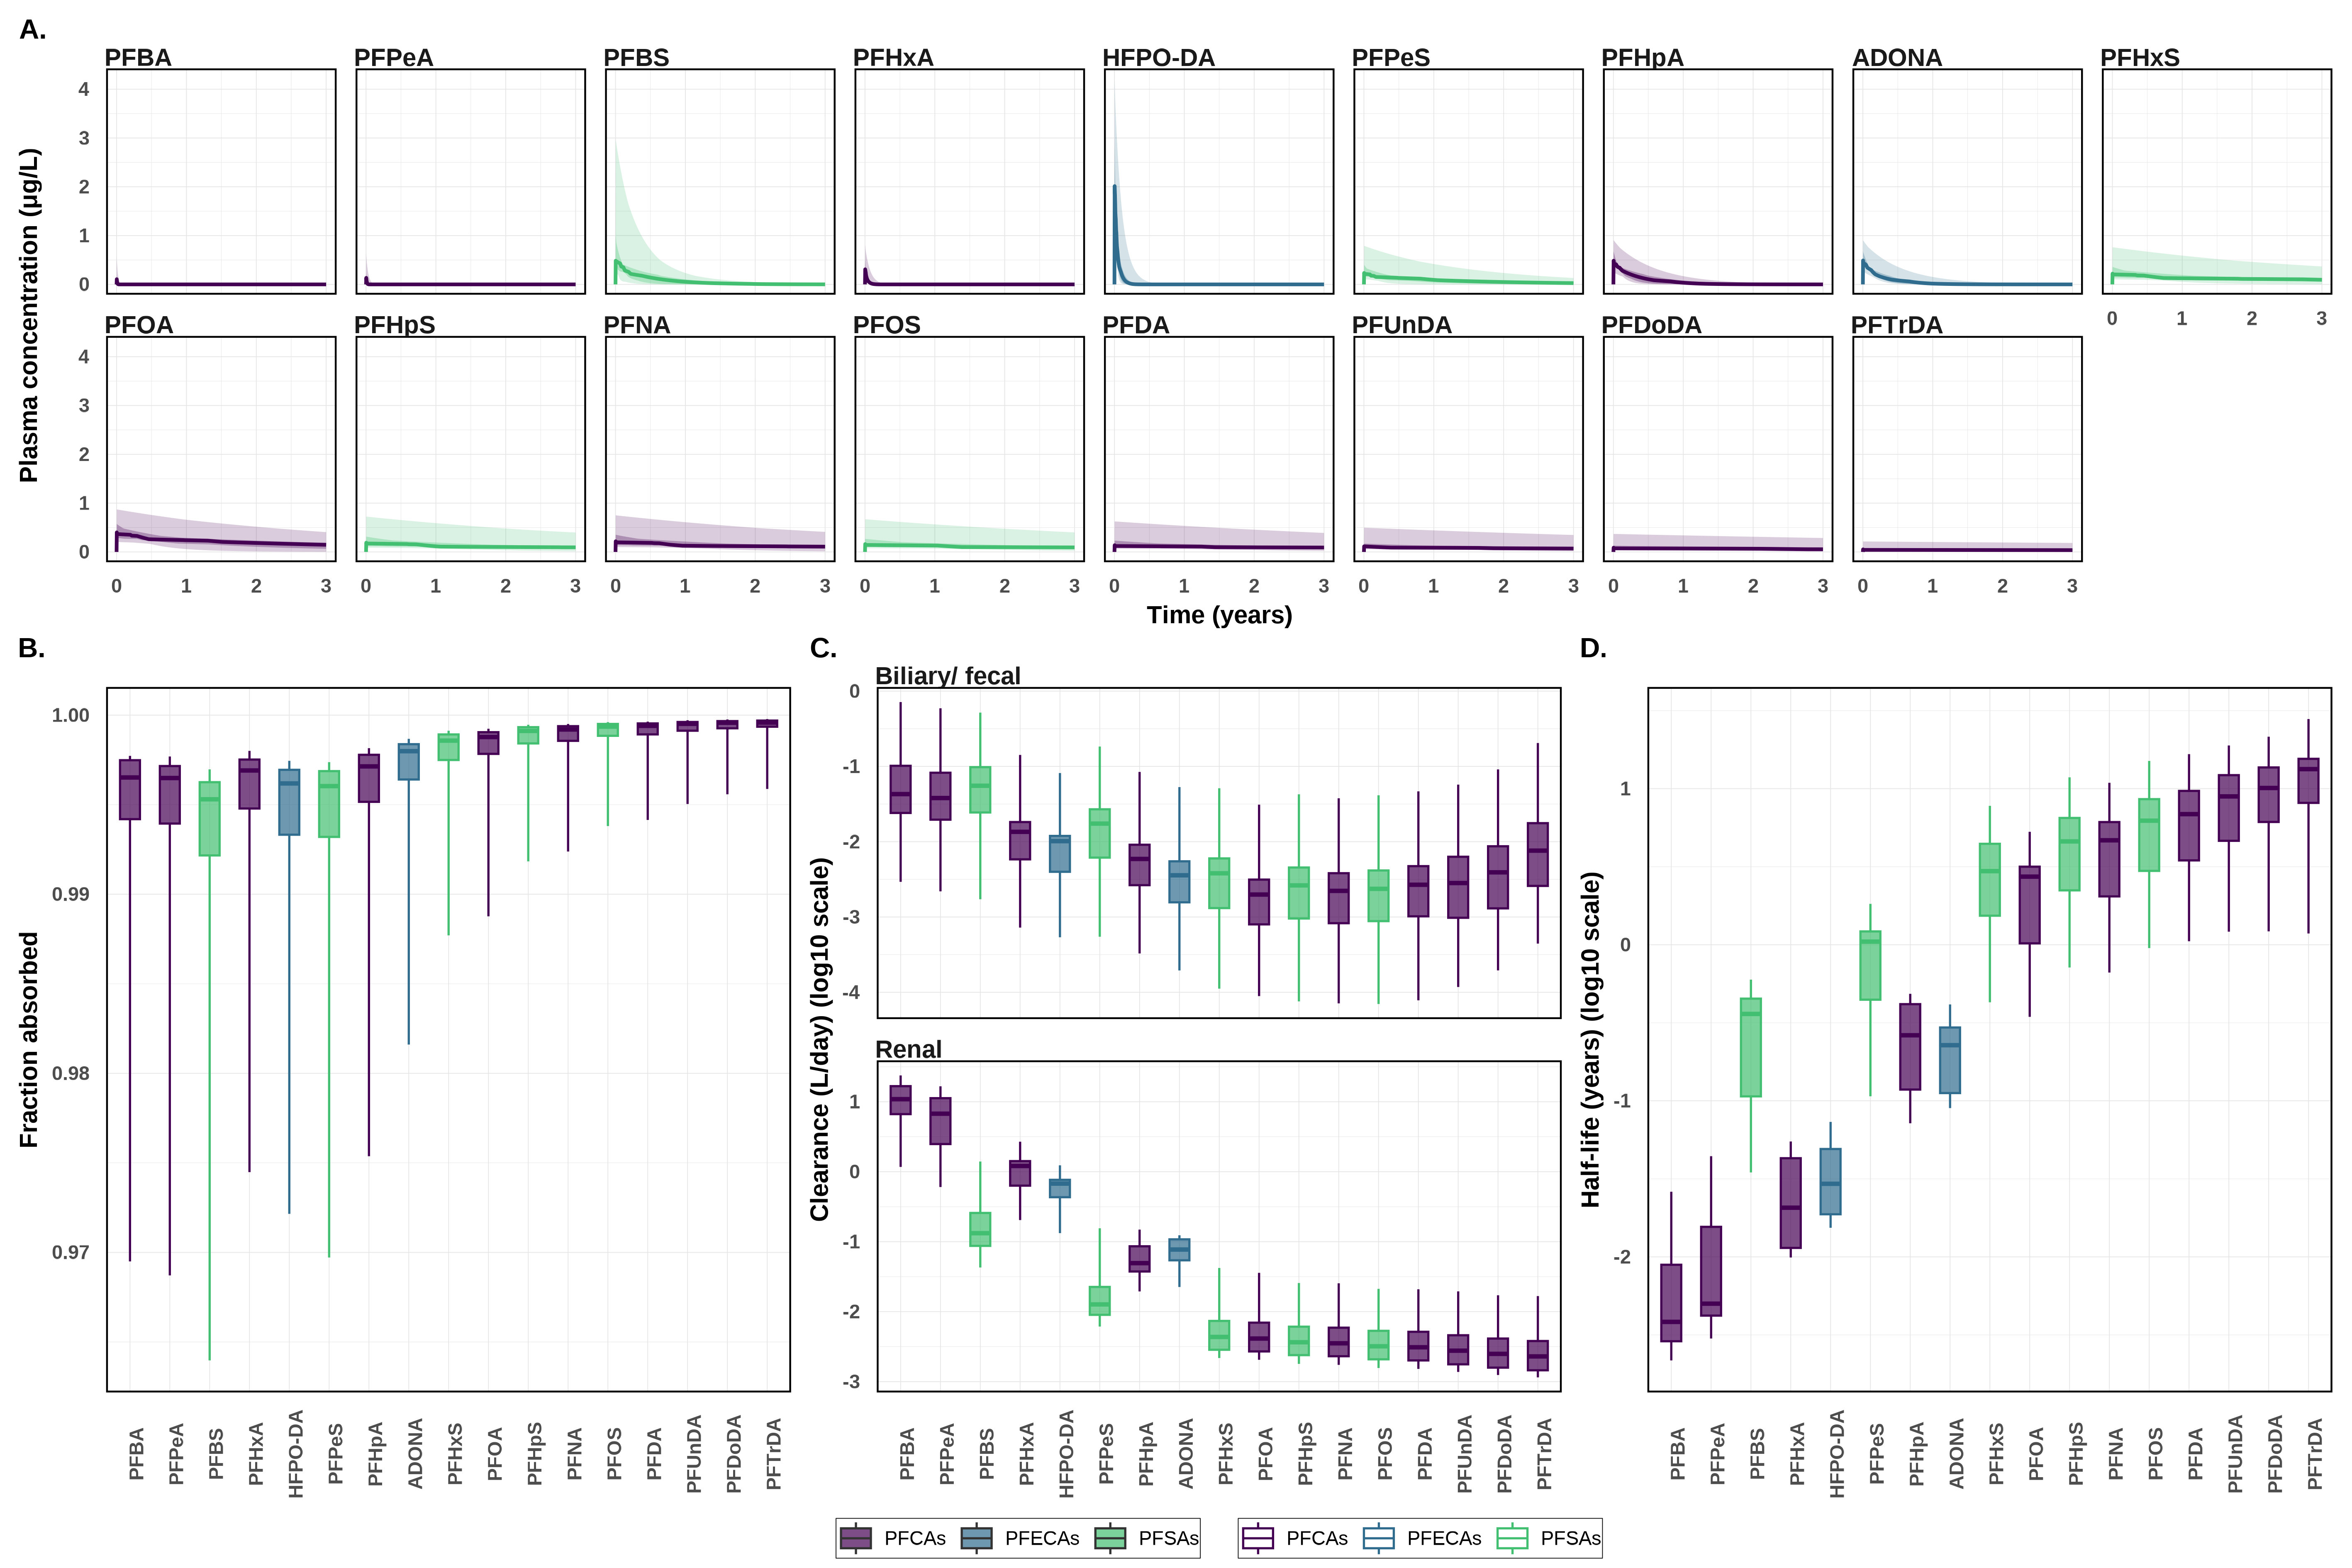 A.
PFBA PFPeA PFBS PFHxA HFPO-DA PFPeS PFHpA ADONA PFHxS
4
3
2
1
0
0 1 2 3
Plasma concentration (µg/L)
PFOA PFHpS PFNA PFOS PFDA PFUnDA PFDoDA PFTrDA
4
3
2
1
0
0 1 2 3 0 1 2 3 0 1 2 3 0 1 2 3 0 1 2 3 0 1 2 3 0 1 2 3 0 1 2 3
Time (years)
B.
Fraction absorbed
1.00
0.99
0.98
0.97
PFBA PFPeA PFBS PFHxA HFPO-DA PFPeS PFHpA ADONA PFHxS PFOA PFHpS PFNA PFOS PFDA PFUnDA PFDoDA PFTrDA
C.
Clearance (L/day) (log10 scale)
Biliary/ fecal
0
-1
-2
-3
-4
Renal
1
0
-1
-2
-3
PFBA PFPeA PFBS PFHxA HFPO-DA PFPeS PFHpA ADONA PFHxS PFOA PFHpS PFNA PFOS PFDA PFUnDA PFDoDA PFTrDA
D.
Half-life (years) (log10 scale)
1
0
-1
-2
PFBA PFPeA PFBS PFHxA HFPO-DA PFPeS PFHpA ADONA PFHxS PFOA PFHpS PFNA PFOS PFDA PFUnDA PFDoDA PFTrDA
PFCAs PFECAs PFSAs PFCAs PFECAs PFSAs